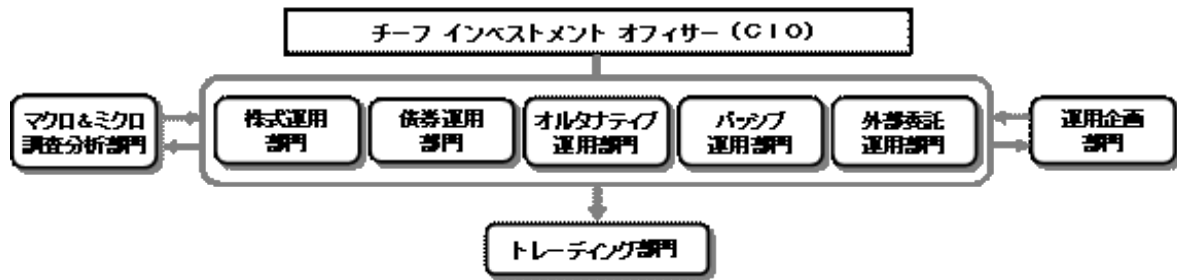 チーフ インベストメント オフィサー (CIO)
マクロ&ミクロ
調査分析部門
株式運用
部門
債券運用
部門
オルタナティブ
運用部門
パッシブ
運用部門
外部委託
運用部門
運用企画
部門
トレーディング部門